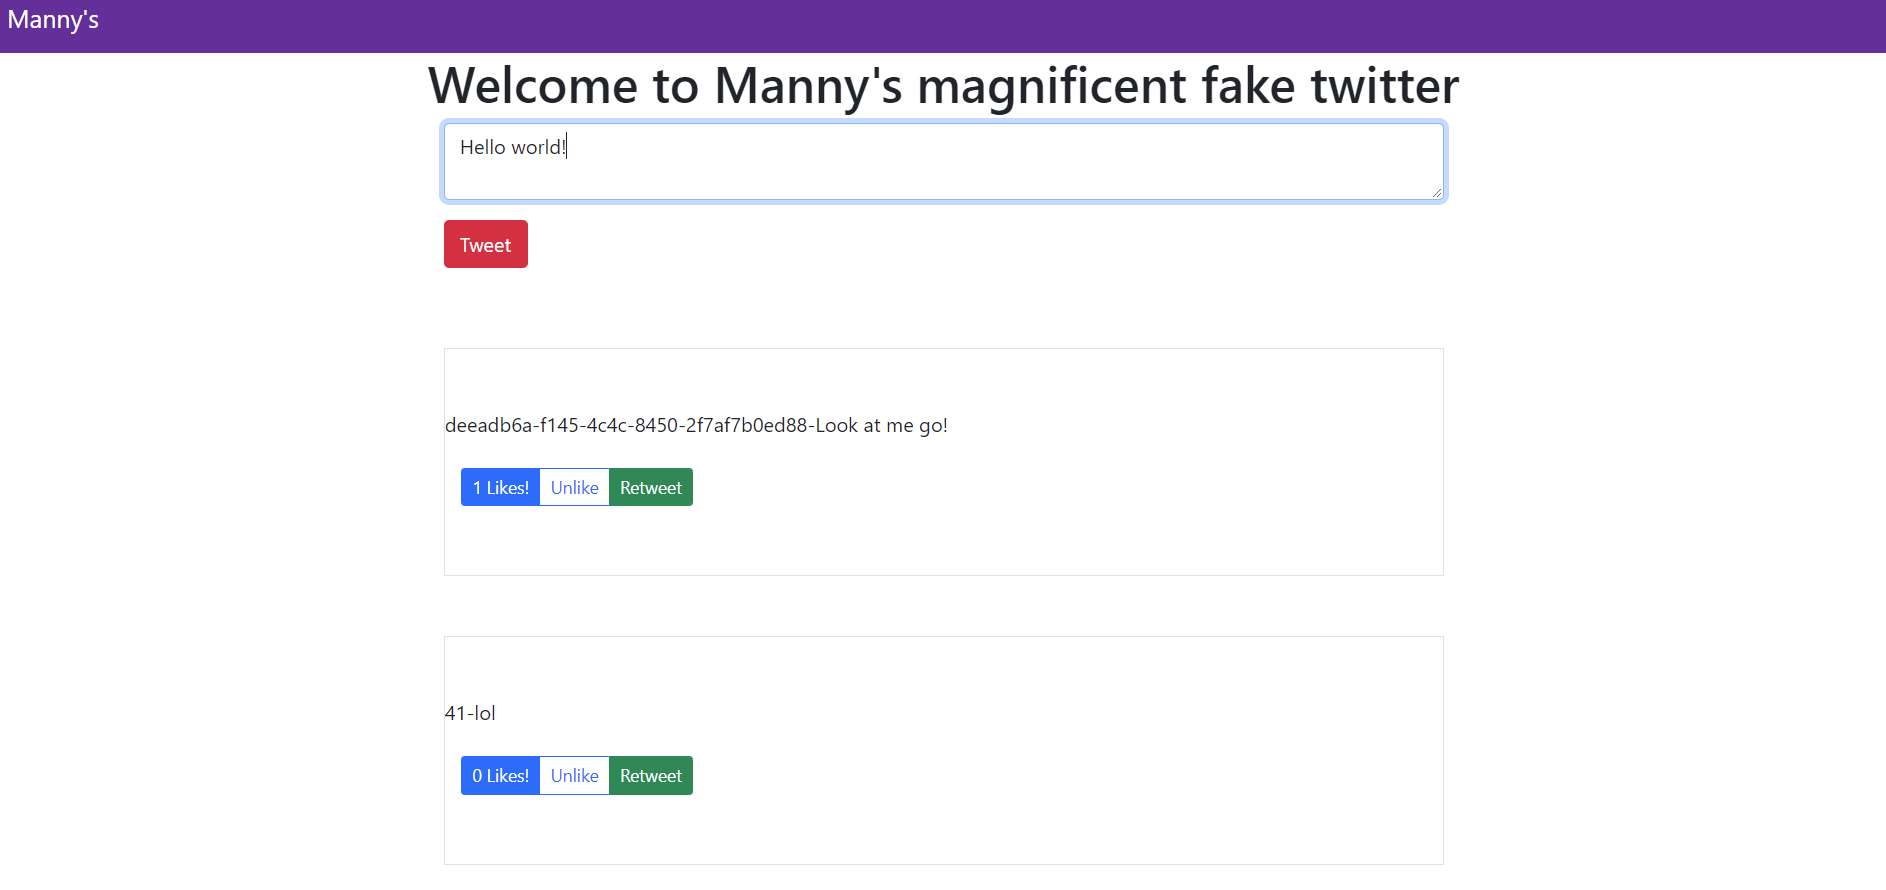 Manny's
Welcome to Manny's magnificent fake twitter
Hello world!
Tweet
deeadb6a-f145-4c4c-8450-2f7af7b0ed88-Look at me go!
1 Likes! Unlike Retweet
41-lol
0 Likes! Unlike Retweet